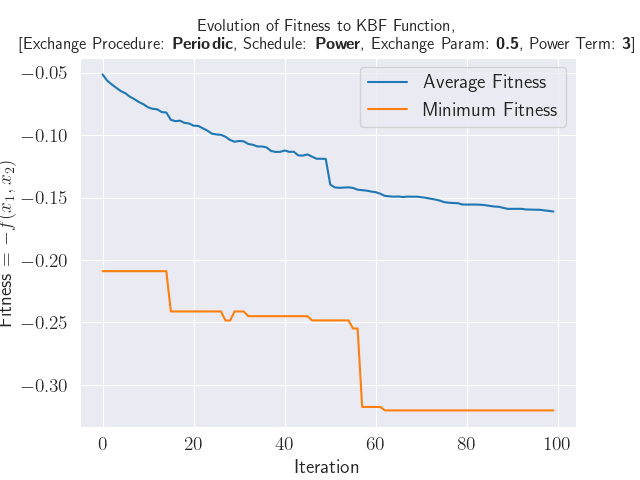 Evolution of Fitness to KBF Function,
[Exchange Procedure: Periodic, Schedule: Power, Exchange Param: 0.5, Power Term: 3]
Average Fitness
Minimum Fitness
Fitness = −f(x₁, x₂)
−0.05
−0.10
−0.15
−0.20
−0.25
−0.30
0 20 40 60 80 100
Iteration